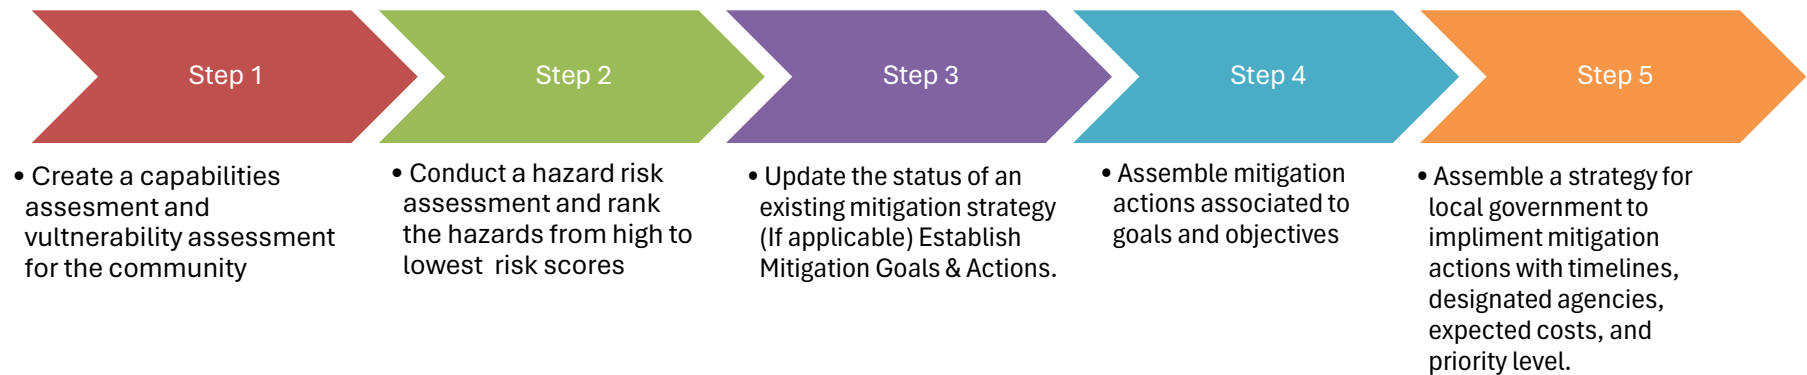 Step 1
Step 2
Step 3
Step 4
Step 5
• Create a capabilities
assesment and
vultnerability assessment
for the community
• Conduct a hazard risk
assessment and rank
the hazards from high to
lowest risk scores
• Update the status of an
existing mitigation strategy
(If applicable) Establish
Mitigation Goals & Actions.
• Assemble mitigation
actions associated to
goals and objectives
• Assemble a strategy for
local government to
impliment mitigation
actions with timelines,
designated agencies,
expected costs, and
priority level.